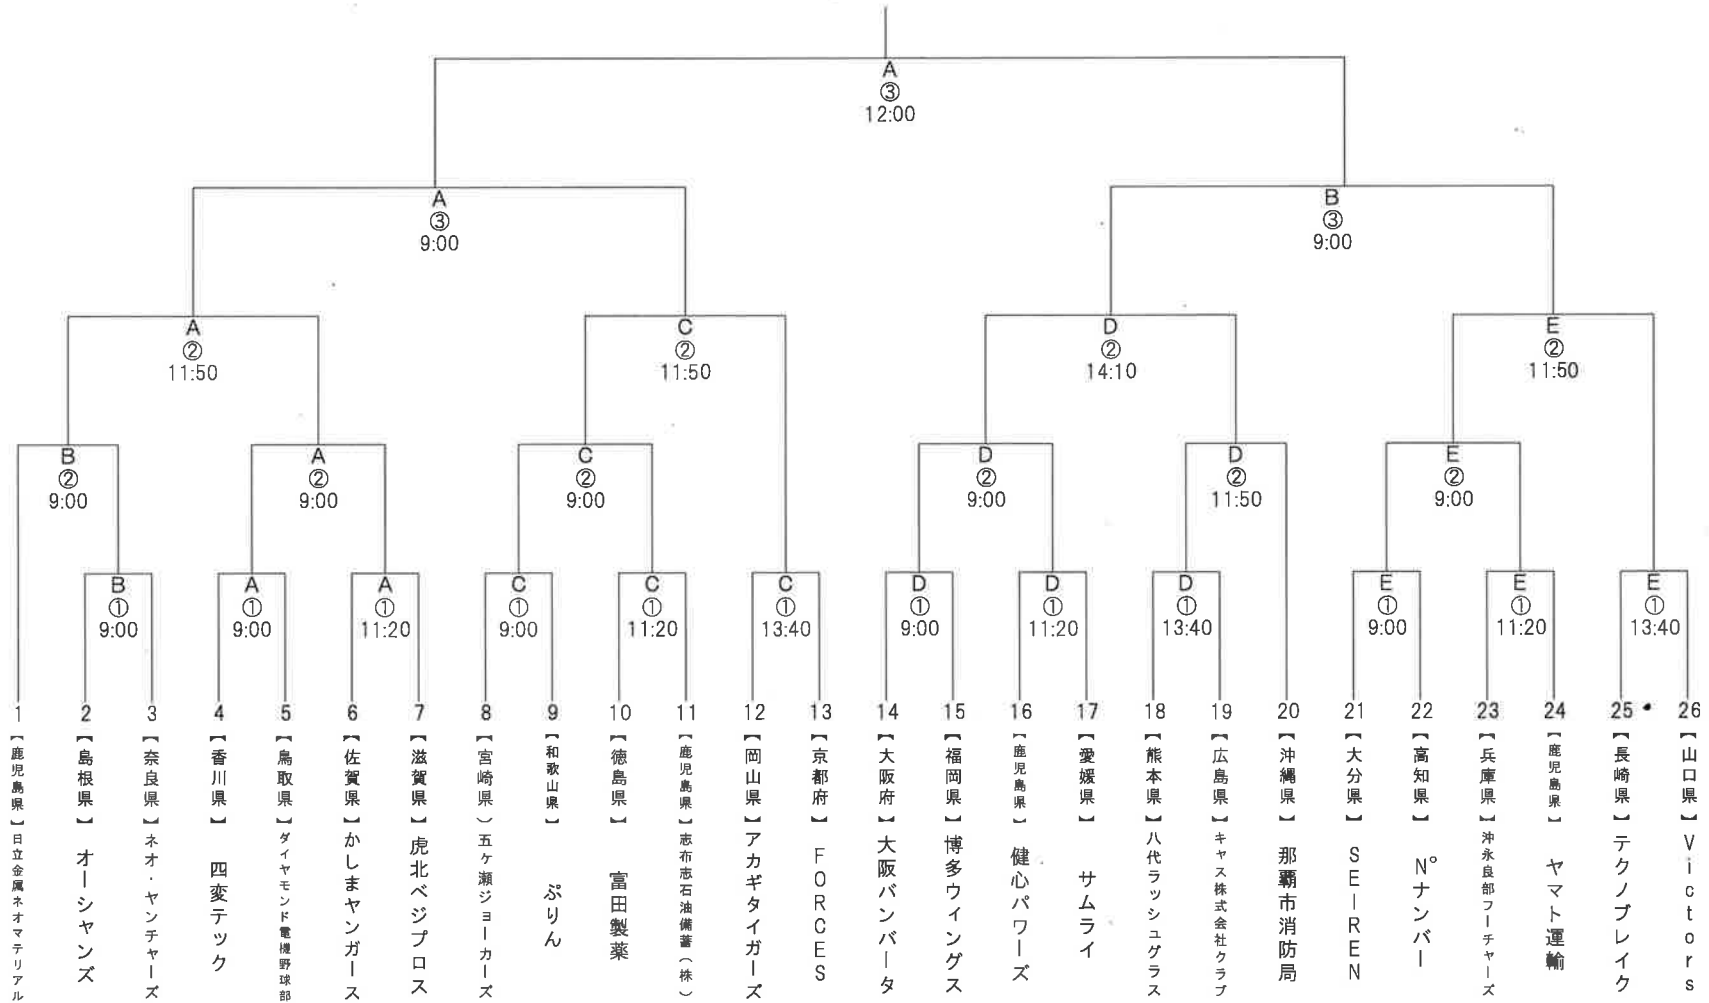 A
③
12:00
A
③
9:00
B
③
9:00
A
②
11:50
C
②
11:50
D
②
14:10
E
②
11:50
B
②
9:00
A
②
9:00
C
②
9:00
D
②
9:00
D
②
11:50
E
②
9:00
B
①
9:00
A
①
9:00
A
①
11:20
C
①
9:00
C
①
11:20
C
①
13:40
D
①
9:00
D
①
11:20
D
①
13:40
E
①
9:00
E
①
11:20
E
①
13:40
1【鹿児島県】日立金属ネオマテリアル
2【島根県】オーシャンズ
3【奈良県】ネオ・ヤンチャーズ
4【香川県】四変テック
5【鳥取県】ダイヤモンド電機野球部
6【佐賀県】かしまヤンガース
7【滋賀県】虎北ベジプロス
8【宮崎県）五ヶ瀬ジョーカーズ
9【和歌山県】ぷりん
10【徳島県】富田製薬
11【鹿児島県】志布志石油備蓄（株）
12【岡山県】アカギタイガーズ
13【京都府】FORCES
14【大阪府】大阪バンバータ
15【福岡県】博多ウィングス
16【鹿児島県】健心パワーズ
17【愛媛県】サムライ
18【熊本県】八代ラッシュグラス
19【広島県】キャス株式会社クラブ
20【沖縄県】那覇市消防局
21【大分県】SEIREN
22【高知県】N°ナンバー
23【兵庫県】沖永良部フーチャーズ
24【鹿児島県】ヤマト運輸
25【長崎県】テクノブレイク
26【山口県】Victors